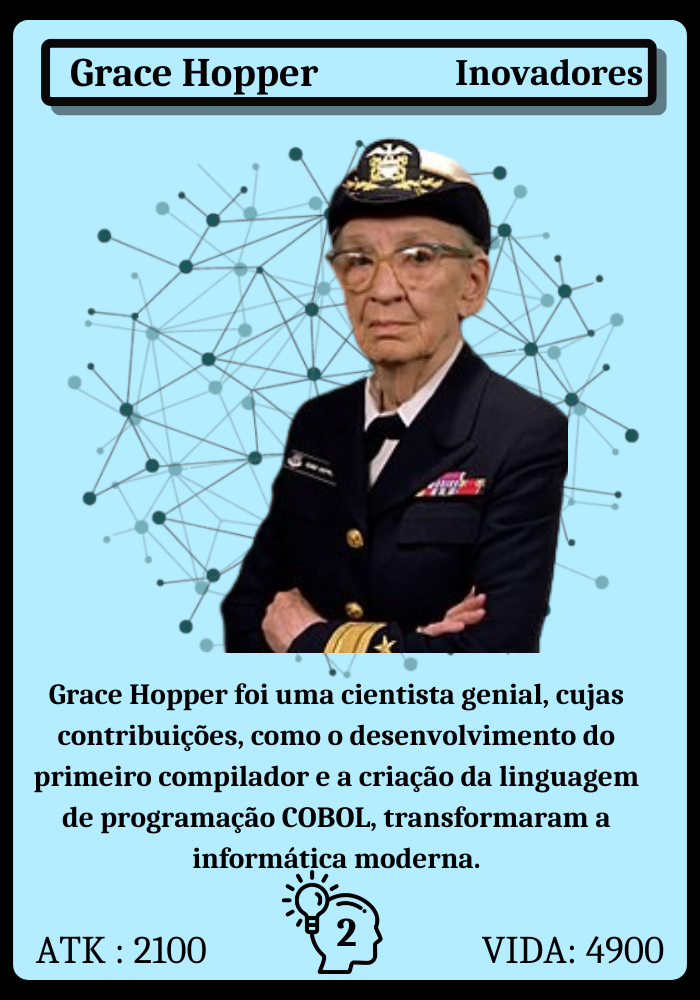 Grace Hopper Inovadores
Grace Hopper foi uma cientista genial, cujas
contribuições, como o desenvolvimento do
primeiro compilador e a criação da linguagem
de programação COBOL, transformaram a
informática moderna.
2
ATK : 2100 VIDA: 4900